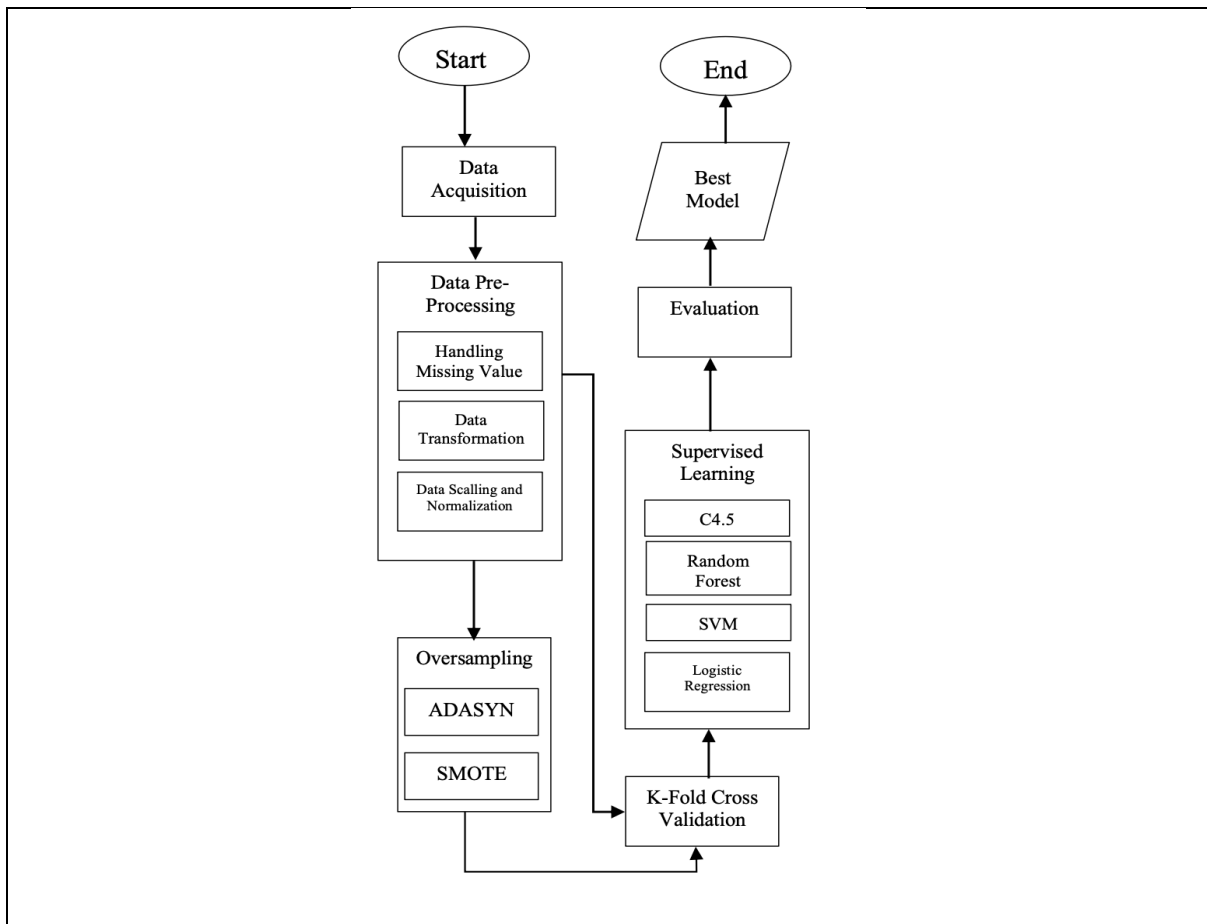 Start
Data
Acquisition
Data Pre-
Processing
Handling
Missing Value
Data
Transformation
Data Scalling and
Normalization
Oversampling
ADASYN
SMOTE
K-Fold Cross
Validation
Supervised
Learning
C4.5
Random
Forest
SVM
Logistic
Regression
Evaluation
Best
Model
End